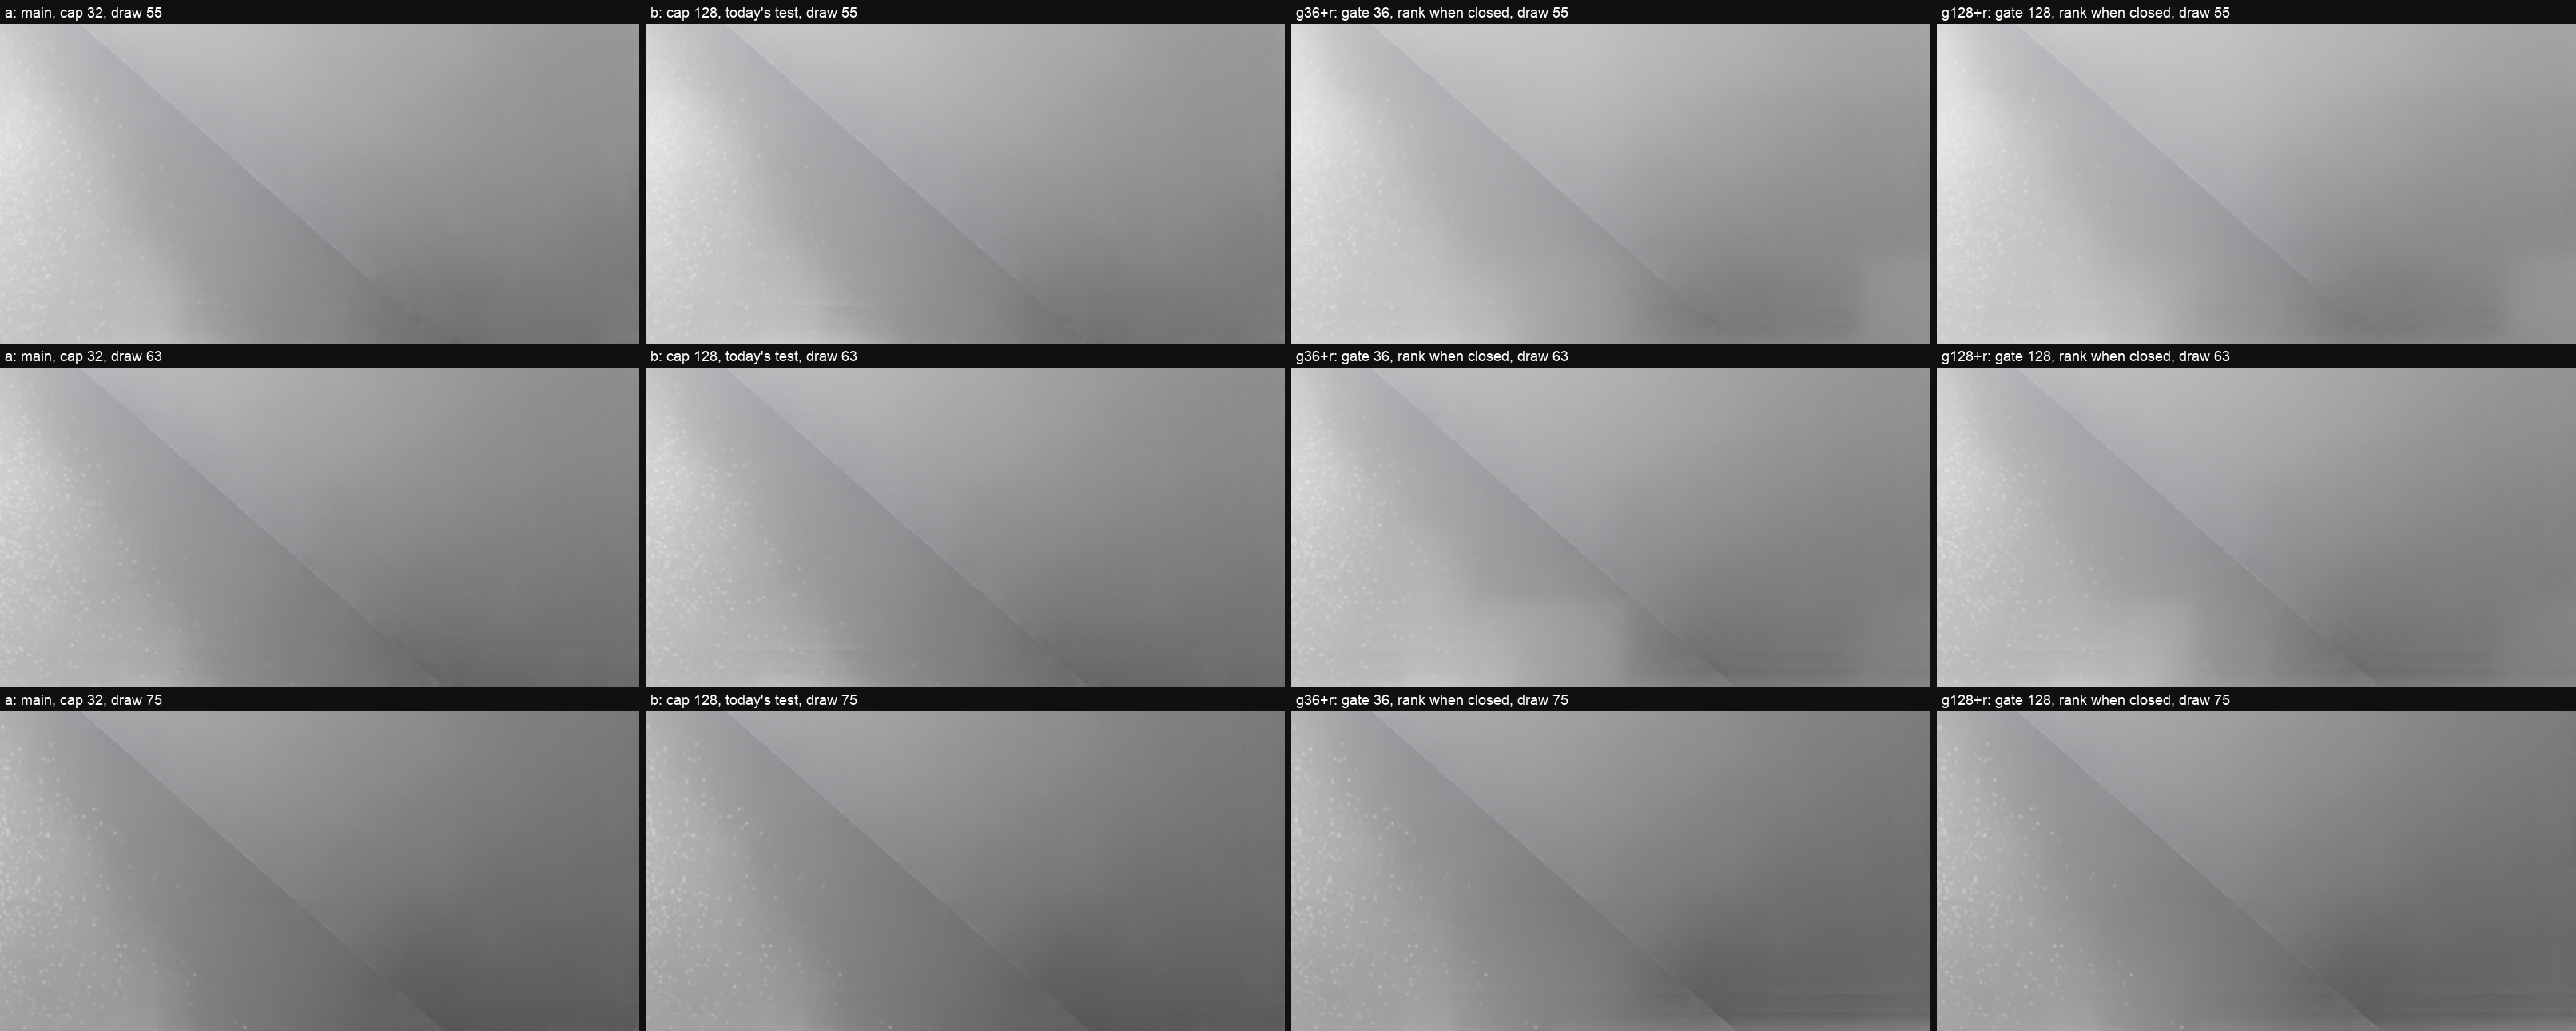 a: main, cap 32, draw 55
b: cap 128, today's test, draw 55
g36+r: gate 36, rank when closed, draw 55
g128+r: gate 128, rank when closed, draw 55
a: main, cap 32, draw 63
b: cap 128, today's test, draw 63
g36+r: gate 36, rank when closed, draw 63
g128+r: gate 128, rank when closed, draw 63
a: main, cap 32, draw 75
b: cap 128, today's test, draw 75
g36+r: gate 36, rank when closed, draw 75
g128+r: gate 128, rank when closed, draw 75